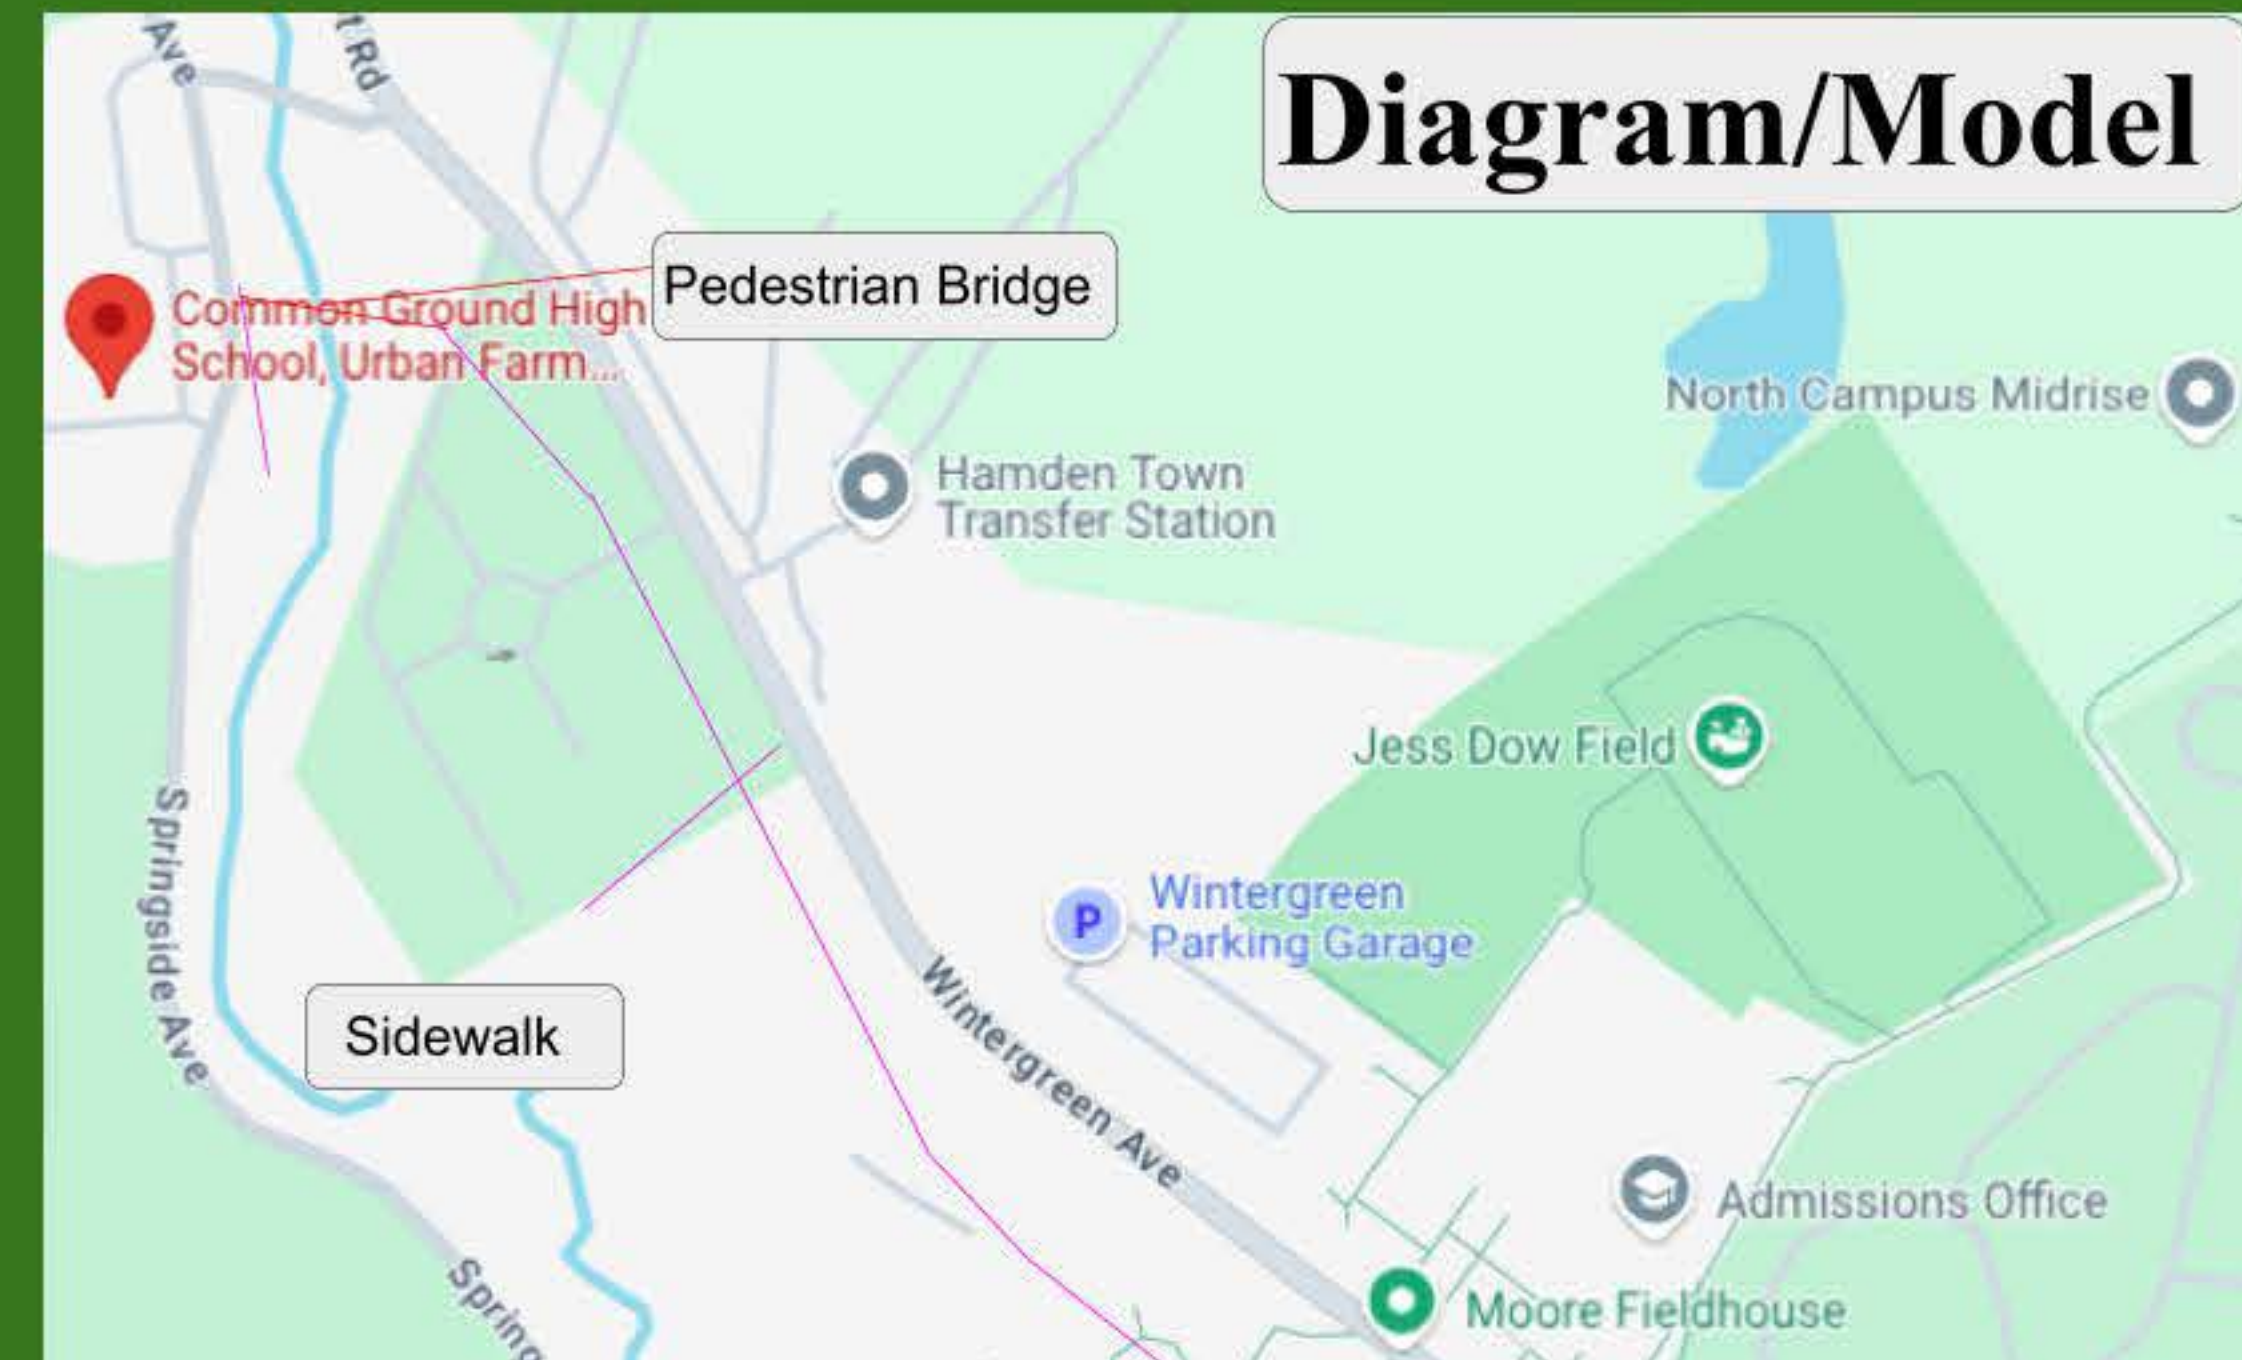 Ave
t Rd
Diagram/Model
Pedestrian Bridge
Common Ground High
School, Urban Farm...
North Campus Midrise
Hamden Town
Transfer Station
Jess Dow Field
Springside Ave
P
Wintergreen
Parking Garage
Sidewalk
Wintergreen Ave
Admissions Office
Spring
Moore Fieldhouse